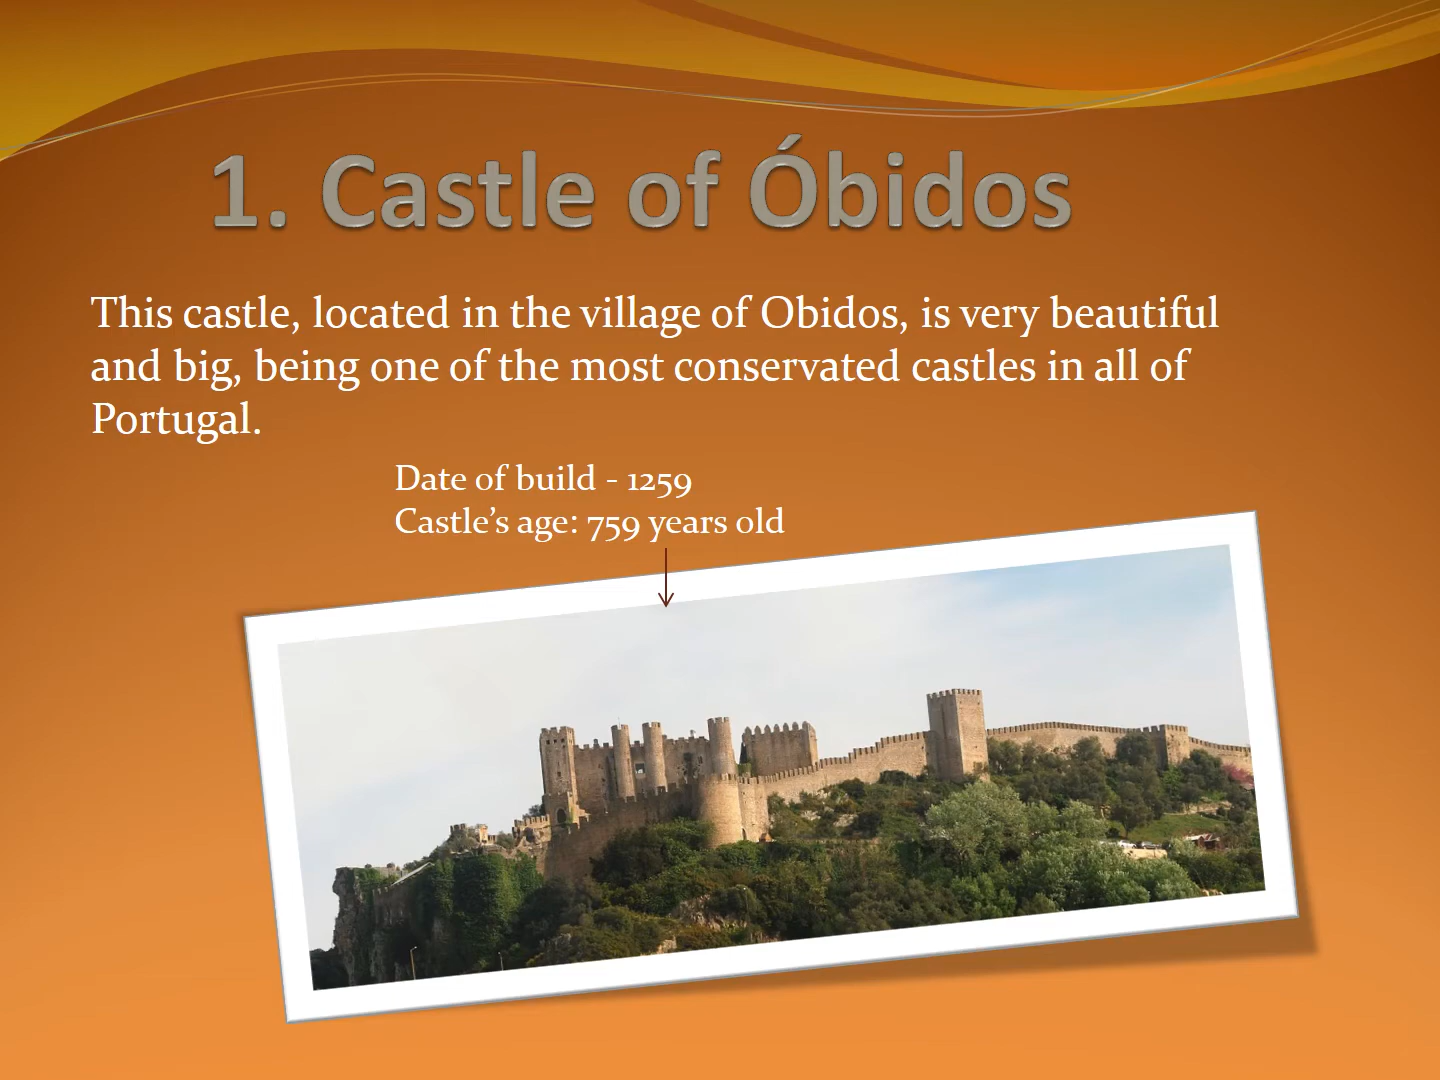 1. Castle of Óbidos
This castle, located in the village of Obidos, is very beautiful
and big, being one of the most conservated castles in all of
Portugal.
Date of build - 1259
Castle’s age: 759 years old